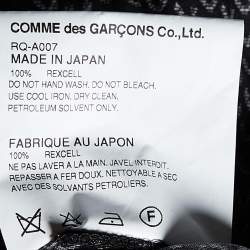 COMME des GARÇONS Co.,Ltd.
RQ-A007
MADE IN JAPAN
100% REXCELL
DO NOT HAND WASH. DO NOT BLEACH.
USE COOL IRON. DRY CLEAN.
PETROLEUM SOLVENT ONLY.
FABRIQUE AU JAPON
100% REXCELL
NE PAS LAVER A LA MAIN. JAVEL INTERDIT.
REPASSER A FER DOUX. NETTOYABLE A SEC
AVEC DES SOLVANTS PETROLIERS.
F